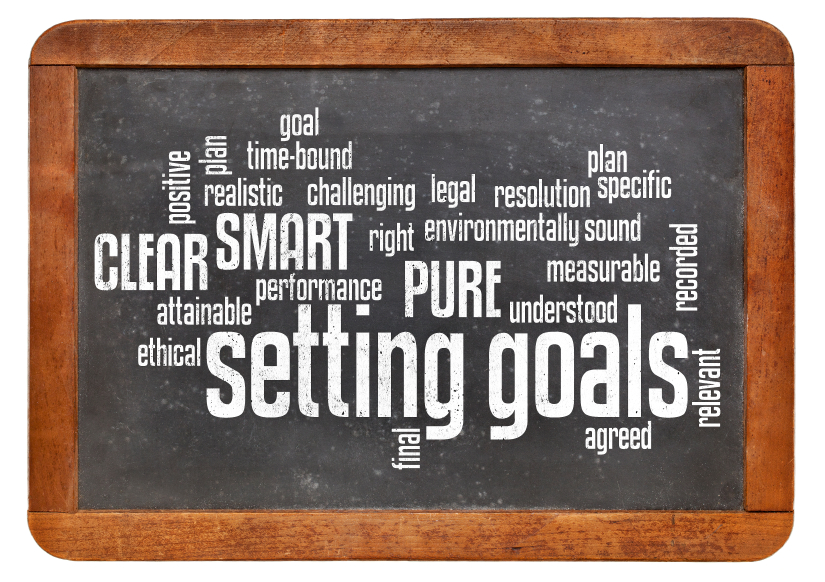 goal
plan
time-bound
plan
positive
realistic
challenging
legal
resolution
specific
CLEAR
SMART
right
environmentally sound
recorded
performance
PURE
measurable
attainable
understood
ethical
setting goals
relevant
final
agreed